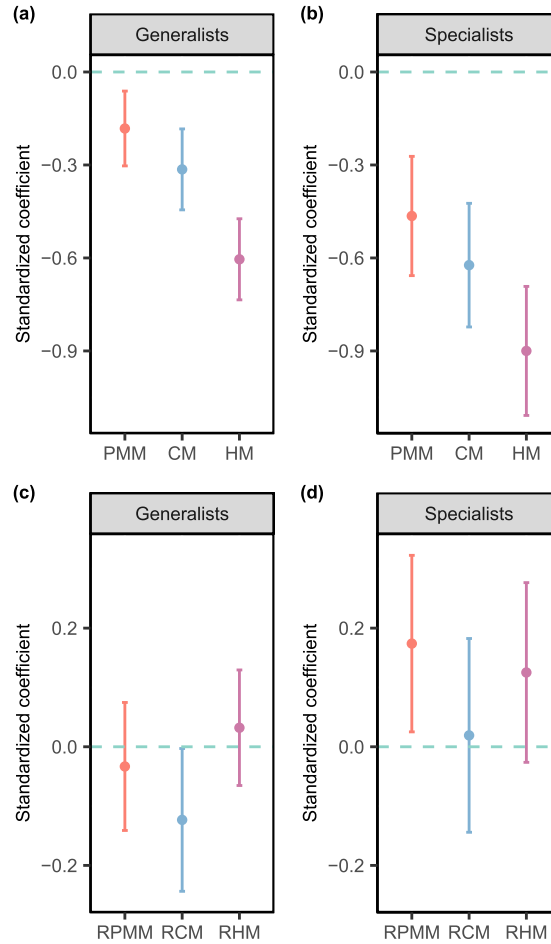 (a)
Generalists
Standardized coefficient
0.0
−0.3
−0.6
−0.9
PMM CM HM
(b)
Specialists
Standardized coefficient
0.0
−0.3
−0.6
−0.9
PMM CM HM
(c)
Generalists
Standardized coefficient
0.2
0.0
−0.2
RPMM RCM RHM
(d)
Specialists
Standardized coefficient
0.2
0.0
−0.2
RPMM RCM RHM